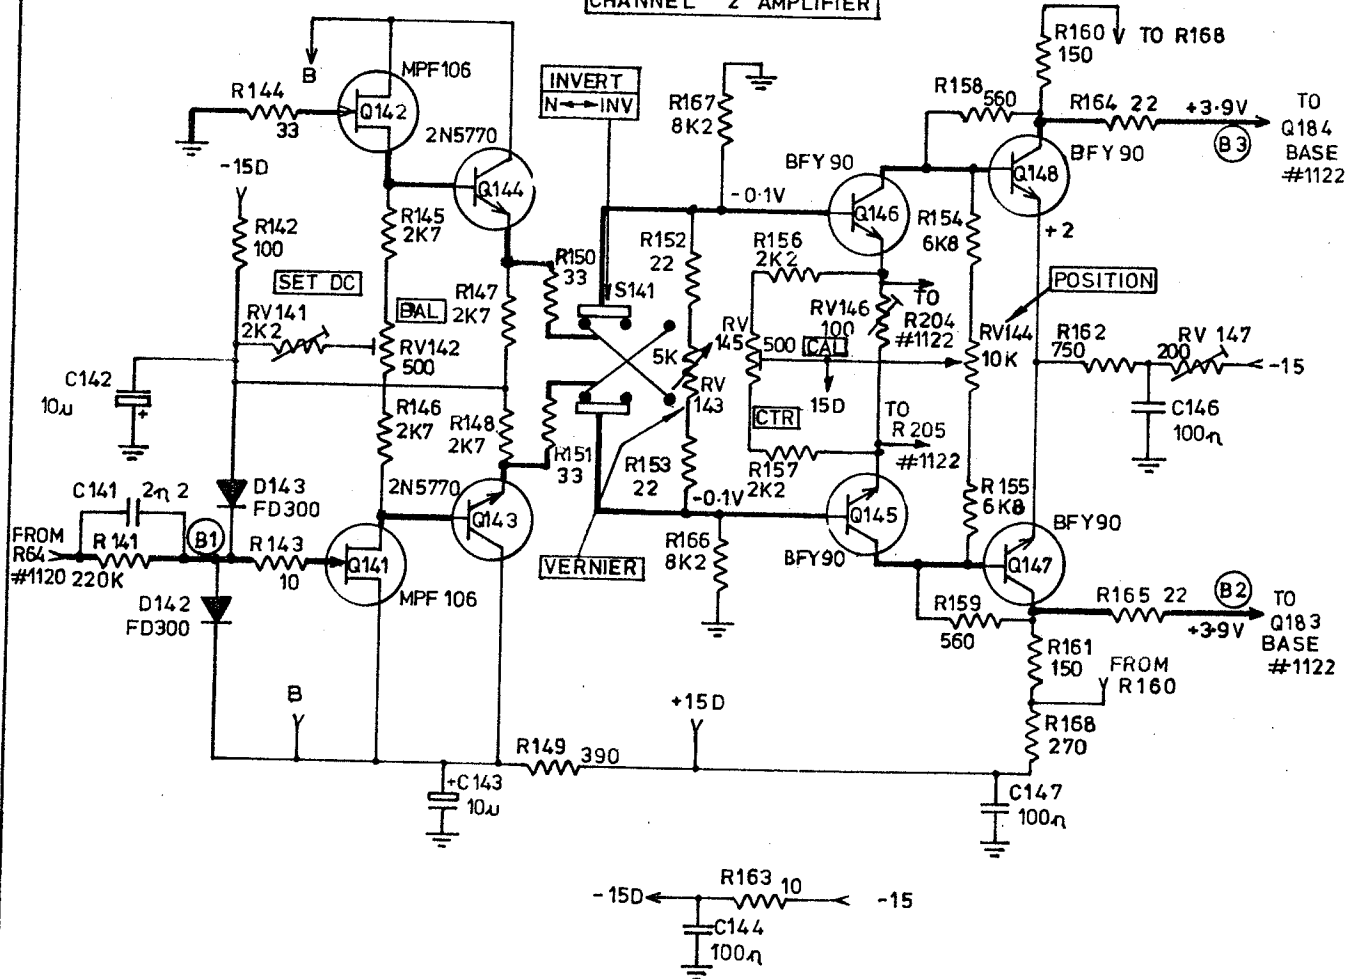 CHANNEL 2 AMPLIFIER
R160
150
TO R168
B
MPF106
R144
33
Q142
2N5770
-15D
Q144
R142
100
R145
2K7
SET DC
RV141
2K2
BAL
RV142
500
R147
2K7
C142
10u
+
R146
2K7
R148
2K7
C141
2n2
D143
FD300
2N5770
Q143
FROM
R64
#1120
R141
220K
B1
R143
10
Q141
MPF106
D142
FD300
B
R149
390
+15D
+C143
10u
INVERT
N INV
R167
8K2
R150
33
S141
R152
22
-0.1V
5K
RV
143
R151
33
R153
22
-0.1V
VERNIER
R166
8K2
BFY90
Q146
R156
2K2
RV
145
500
RV146
100
CAL
15D
TO
R204
#1122
CTR
TO
R205
#1122
R157
2K2
Q145
BFY90
R158
560
R164 22
+3.9V
B3
TO
Q184
BASE
#1122
BFY90
Q148
R154
6K8
+2
POSITION
RV144
10K
R162
750
RV 147
200
-15
C146
100n
R155
6K8
BFY90
Q147
R159
560
R165 22
B2
+3.9V
TO
Q183
BASE
#1122
R161
150
FROM
R160
R168
270
C147
100n
-15D
R163
10
-15
C144
100n